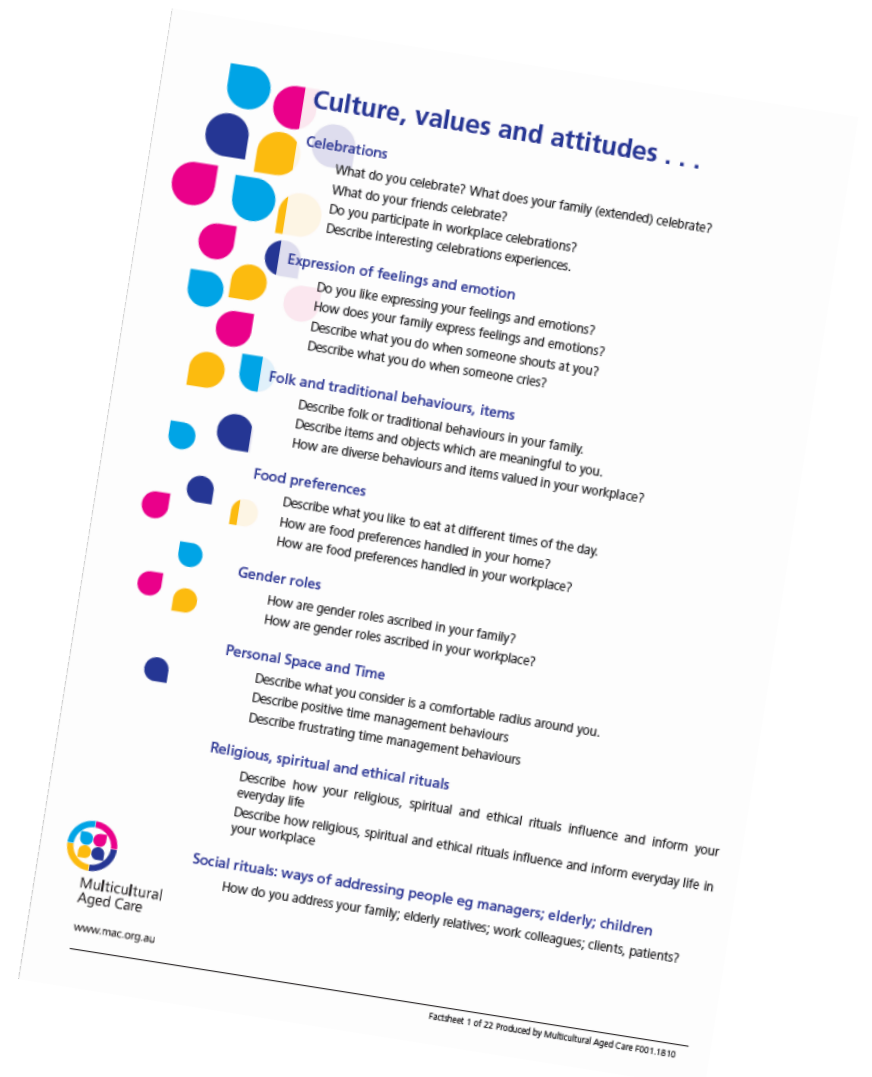 Culture, values and attitudes . . .
Celebrations
What do you celebrate? What does your family (extended) celebrate?
What do your friends celebrate?
Do you participate in workplace celebrations?
Describe interesting celebrations experiences.
Expression of feelings and emotion
Do you like expressing your feelings and emotions?
How does your family express feelings and emotions?
Describe what you do when someone shouts at you?
Describe what you do when someone cries?
Folk and traditional behaviours, items
Describe folk or traditional behaviours in your family.
Describe items and objects which are meaningful to you.
How are diverse behaviours and items valued in your workplace?
Food preferences
Describe what you like to eat at different times of the day.
How are food preferences handled in your home?
How are food preferences handled in your workplace?
Gender roles
How are gender roles ascribed in your family?
How are gender roles ascribed in your workplace?
Personal Space and Time
Describe what you consider is a comfortable radius around you.
Describe positive time management behaviours
Describe frustrating time management behaviours
Religious, spiritual and ethical rituals
Describe how your religious, spiritual and ethical rituals influence and inform your
everyday life
Describe how religious, spiritual and ethical rituals influence and inform everyday life in
your workplace
Social rituals: ways of addressing people eg managers; elderly; children
How do you address your family; elderly relatives; work colleagues; clients, patients?
Multicultural
Aged Care
www.mac.org.au
Factsheet 1 of 22 Produced by Multicultural Aged Care F001.1810